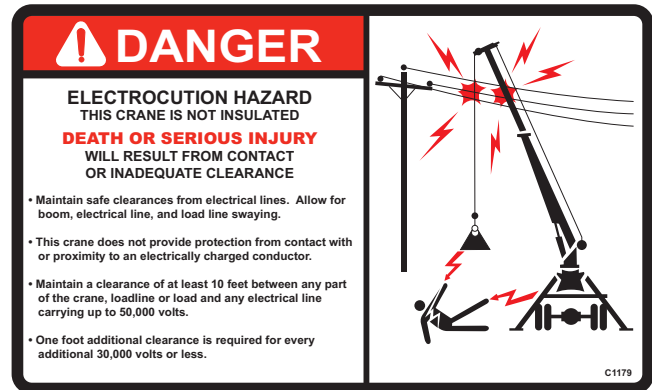 DANGER
ELECTROCUTION HAZARD
THIS CRANE IS NOT INSULATED
DEATH OR SERIOUS INJURY
WILL RESULT FROM CONTACT
OR INADEQUATE CLEARANCE
• Maintain safe clearances from electrical lines. Allow for
boom, electrical line, and load line swaying.
• This crane does not provide protection from contact with
or proximity to an electrically charged conductor.
• Maintain a clearance of at least 10 feet between any part
of the crane, loadline or load and any electrical line
carrying up to 50,000 volts.
• One foot additional clearance is required for every
additional 30,000 volts or less.
C1179